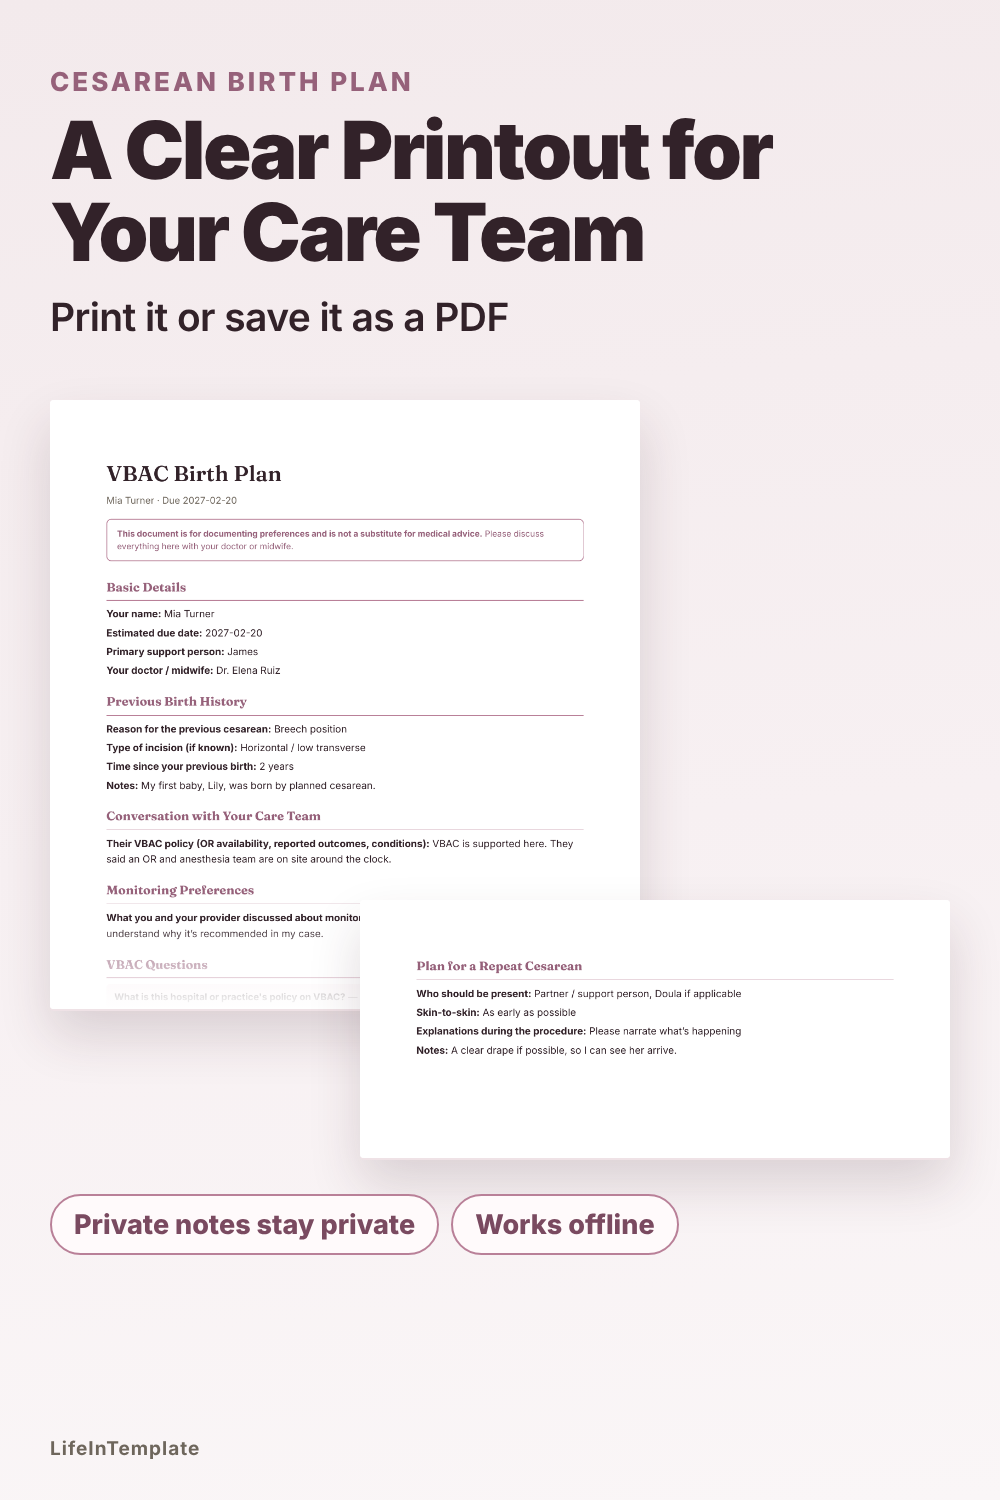 CESAREAN BIRTH PLAN
A Clear Printout for
Your Care Team
Print it or save it as a PDF
VBAC Birth Plan
Mia Turner · Due 2027-02-20
This document is for documenting preferences and is not a substitute for medical advice. Please discuss
everything here with your doctor or midwife.
Basic Details
Your name: Mia Turner
Estimated due date: 2027-02-20
Primary support person: James
Your doctor / midwife: Dr. Elena Ruiz
Previous Birth History
Reason for the previous cesarean: Breech position
Type of incision (if known): Horizontal / low transverse
Time since your previous birth: 2 years
Notes: My first baby, Lily, was born by planned cesarean.
Conversation with Your Care Team
Their VBAC policy (OR availability, reported outcomes, conditions): VBAC is supported here. They
said an OR and anesthesia team are on site around the clock.
Monitoring Preferences
What you and your provider discussed about monitor
understand why it's recommended in my case.
VBAC Questions
What is this hospital or practice's policy on VBAC? —
Plan for a Repeat Cesarean
Who should be present: Partner / support person, Doula if applicable
Skin-to-skin: As early as possible
Explanations during the procedure: Please narrate what's happening
Notes: A clear drape if possible, so I can see her arrive.
Private notes stay private
Works offline
LifeInTemplate